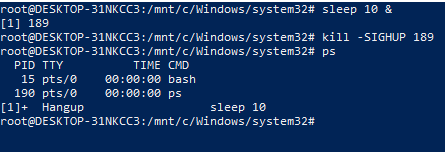 root@DESKTOP-31NKCC3:/mnt/c/Windows/system32# sleep 10 &
[1] 189
root@DESKTOP-31NKCC3:/mnt/c/Windows/system32# kill -SIGHUP 189
root@DESKTOP-31NKCC3:/mnt/c/Windows/system32# ps
  PID TTY          TIME CMD
   15 pts/0    00:00:00 bash
  190 pts/0    00:00:00 ps
[1]+  Hangup                  sleep 10
root@DESKTOP-31NKCC3:/mnt/c/Windows/system32#